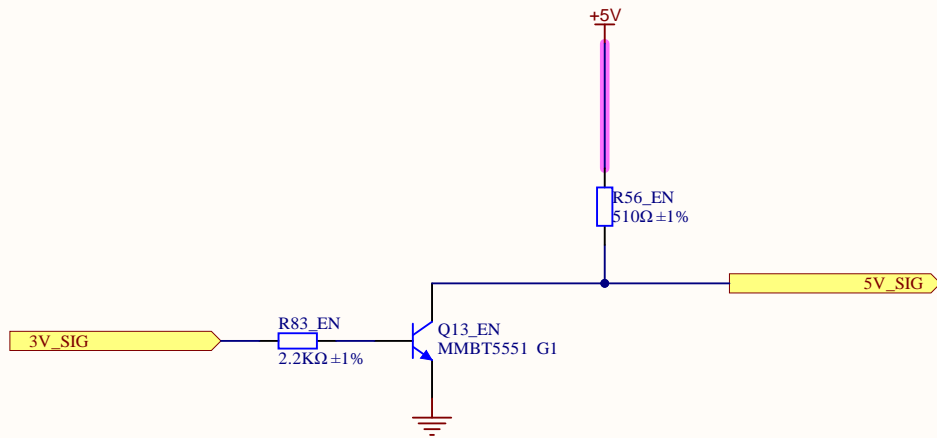 +5V
R56_EN
510Ω ±1%
5V_SIG
R83_EN
3V_SIG
2.2KΩ ±1%
Q13_EN
MMBT5551 G1